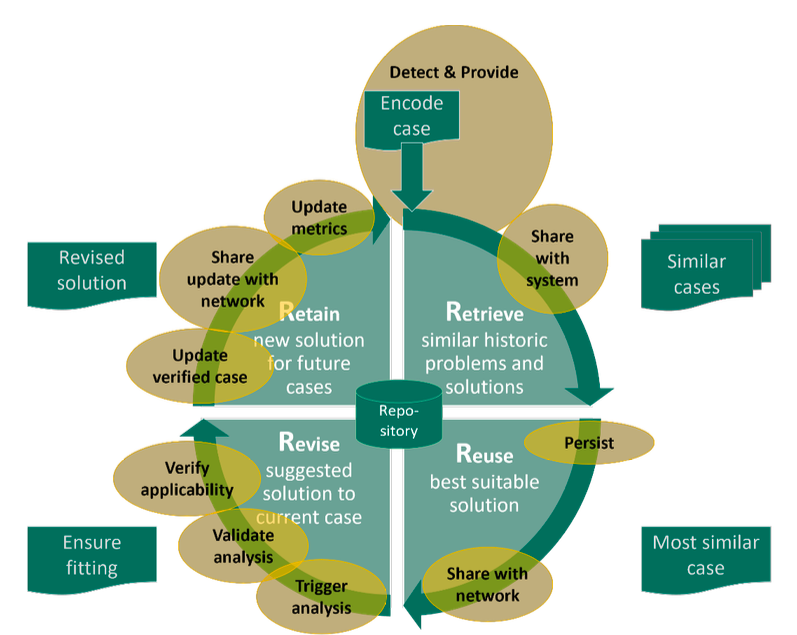 Detect & Provide
Encode
case
Update
metrics
Share
with
system
Revised
solution
Share
update with
network
Similar
cases
Retain
new solution
for future
cases
Retrieve
similar historic
problems and
solutions
Update
verified case
Repo-
sitory
Persist
Revise
suggested
solution to
current case
Reuse
best suitable
solution
Verify
applicability
Validate
analysis
Ensure
fitting
Most similar
case
Trigger
analysis
Share with
network